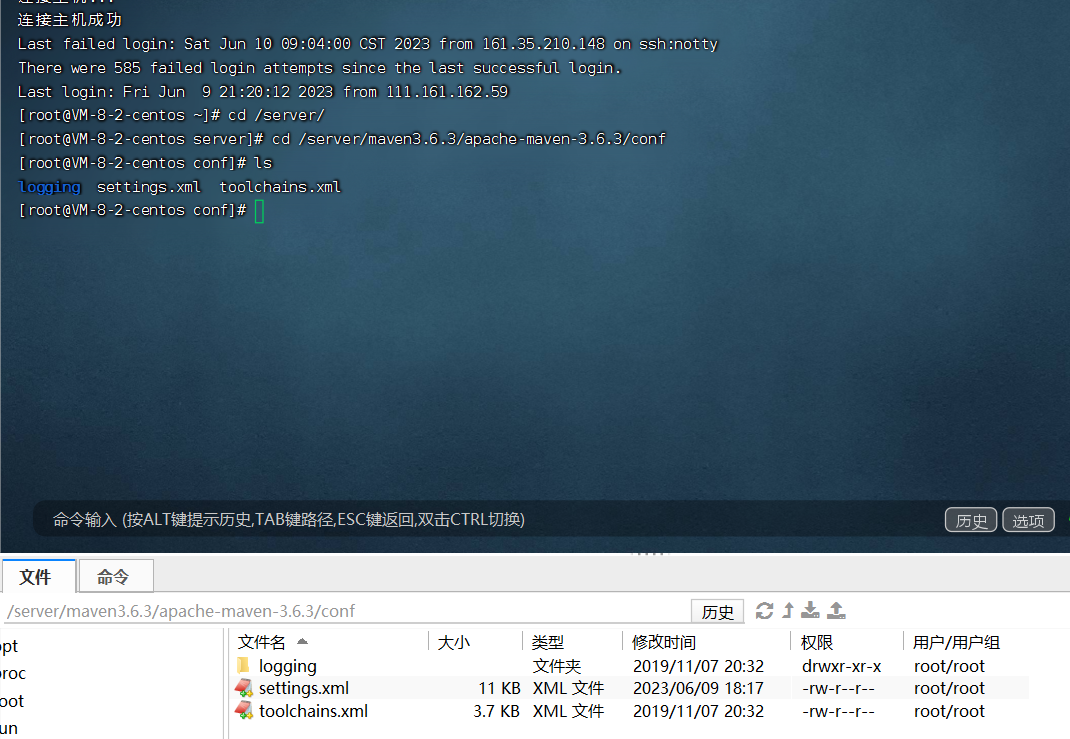 连接主机...
连接主机成功
Last failed login: Sat Jun 10 09:04:00 CST 2023 from 161.35.210.148 on ssh:notty
There were 585 failed login attempts since the last successful login.
Last login: Fri Jun  9 21:20:12 2023 from 111.161.162.59
[root@VM-8-2-centos ~]# cd /server/
[root@VM-8-2-centos server]# cd /server/maven3.6.3/apache-maven-3.6.3/conf
[root@VM-8-2-centos conf]# ls
logging  settings.xml  toolchains.xml
[root@VM-8-2-centos conf]#
命令输入 (按ALT键提示历史,TAB键路径,ESC键返回,双击CTRL切换) 历史 选项
文件 命令
/server/maven3.6.3/apache-maven-3.6.3/conf 历史
文件名 大小 类型 修改时间 权限 用户/用户组
opt
proc
root
run
logging 文件夹 2019/11/07 20:32 drwxr-xr-x root/root
settings.xml 11 KB XML 文件 2023/06/09 18:17 -rw-r--r-- root/root
toolchains.xml 3.7 KB XML 文件 2019/11/07 20:32 -rw-r--r-- root/root